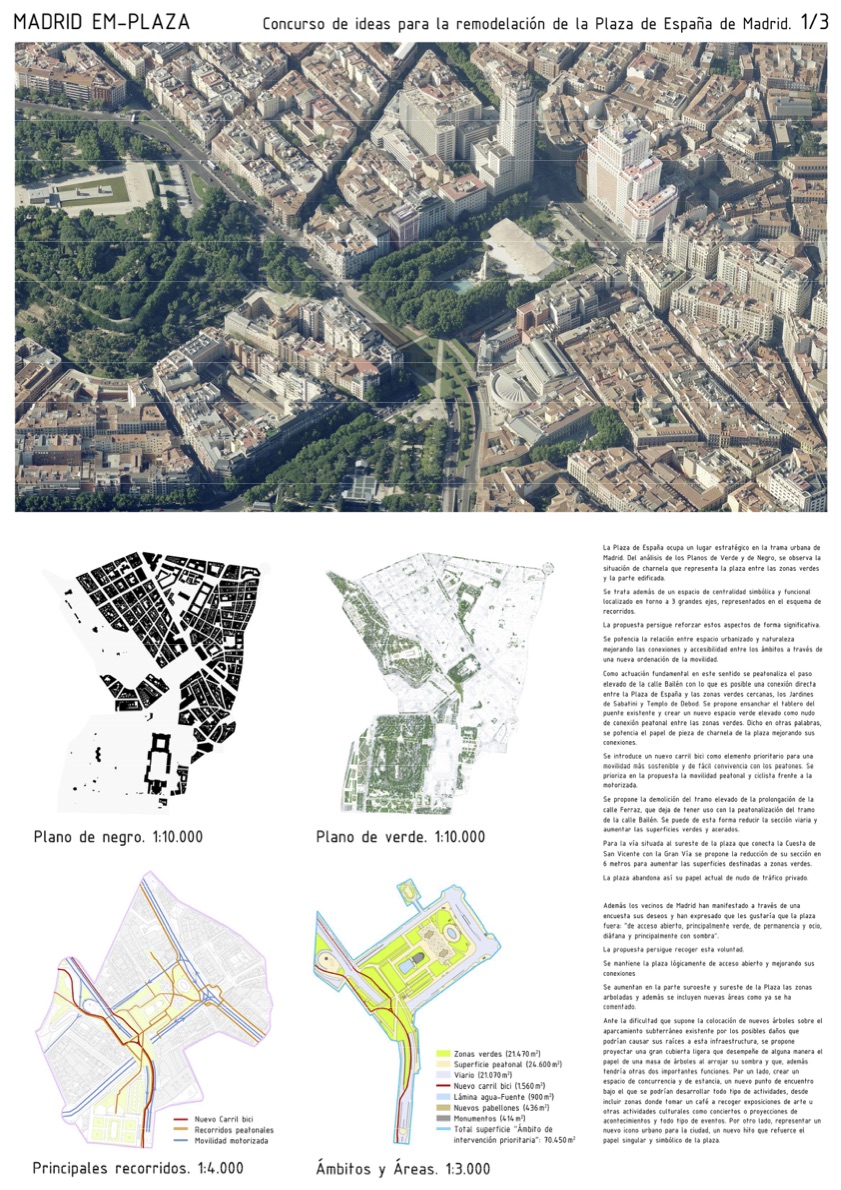 MADRID EM-PLAZA
Concurso de ideas para la remodelación de la Plaza de España de Madrid. 1/3
La Plaza de España ocupa un lugar estratégico en la trama urbana de
Madrid. Del análisis de los Planos de Verde y de Negro, se observa la
situación de charnela que representa la plaza entre las zonas verdes
y la parte edificada.
Se trata además de un espacio de centralidad simbólica y funcional
localizado en torno a 3 grandes ejes, representados en el esquema de
recorridos.
La propuesta persigue reforzar estos aspectos de forma significativa.
Se potencia la relación entre espacio urbanizado y naturaleza
mejorando las conexiones y accesibilidad entre los ámbitos a través de
una nueva ordenación de la movilidad.
Como actuación fundamental en este sentido se peatonaliza el paso
elevado de la calle Bailén con lo que es posible una conexión directa
entre la Plaza de España y las zonas verdes cercanas, los Jardines
de Sabatini y Templo de Debod. Se propone ensanchar el tablero del
puente existente y crear un nuevo espacio verde elevado como nudo
de conexión peatonal entre las zonas verdes. Dicho en otras palabras,
se potencia el papel de pieza de charnela de la plaza mejorando sus
conexiones.
Se introduce un nuevo carril bici como elemento prioritario para una
movilidad más sostenible y de fácil convivencia con los peatones. Se
prioriza en la propuesta la movilidad peatonal y ciclista frente a la
motorizada.
Se propone la demolición del tramo elevado de la prolongación de la
calle Ferraz, que deja de tener uso con la peatonalización del tramo
de la calle Bailén. Se puede de esta forma reducir la sección viaria y
aumentar las superficies verdes y acerados.
Para la vía situada al sureste de la plaza que conecta la Cuesta de
San Vicente con la Gran Vía se propone la reducción de su sección en
6 metros para aumentar las superficies destinadas a zonas verdes.
La plaza abandona así su papel actual de nudo de tráfico privado.
Además los vecinos de Madrid han manifestado a través de una
encuesta sus deseos y han expresado que les gustaría que la plaza
fuera: "de acceso abierto, principalmente verde, de permanencia y ocio,
diáfana y principalmente con sombra".
La propuesta persigue recoger esta voluntad.
Se mantiene la plaza lógicamente de acceso abierto y mejorando sus
conexiones
Se aumentan en la parte suroeste y sureste de la Plaza las zonas
arboladas y además se incluyen nuevas áreas como ya se ha
comentado.
Ante la dificultad que supone la colocación de nuevos árboles sobre el
aparcamiento subterráneo existente por los posibles daños que
podrían causar sus raíces a esta infraestructura, se propone
proyectar una gran cubierta ligera que desempeñe de alguna manera el
papel de una masa de árboles al arrojar su sombra y que, además
tendría otras dos importantes funciones. Por un lado, crear un
espacio de concurrencia y de estancia, un nuevo punto de encuentro
bajo el que se podrían desarrollar todo tipo de actividades, desde
incluir zonas donde tomar un café a recoger exposiciones de arte u
otras actividades culturales como conciertos o proyecciones de
acontecimientos y todo tipo de eventos. Por otro lado, representar un
nuevo icono urbano para la ciudad, un nuevo hito que refuerce el
papel singular y simbólico de la plaza.
Plano de negro. 1:10.000
Plano de verde. 1:10.000
Nuevo Carril bici
Recorridos peatonales
Movilidad motorizada
Principales recorridos. 1:4.000
Zonas verdes (21.470 m²)
Superficie peatonal (24.600 m²)
Viario (21.070 m²)
Nuevo carril bici (1.560 m²)
Lámina agua-Fuente (900 m²)
Nuevos pabellones (436 m²)
Monumentos (414 m²)
Total superficie "Ámbito de
intervención prioritaria": 70.450 m²
Ámbitos y Áreas. 1:3.000